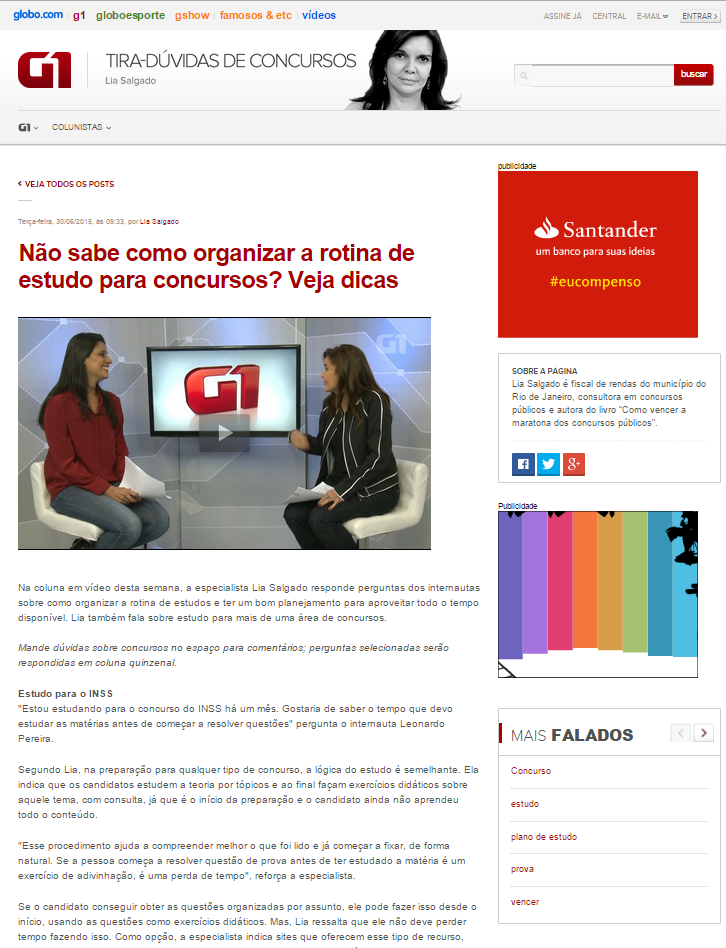 globo.com g1 globoesporte gshow famosos & etc vídeos
ASSINE JÁ CENTRAL E-MAIL ENTRAR ›
G1
TIRA-DÚVIDAS DE CONCURSOS
Lia Salgado
buscar
G1 COLUNISTAS
VEJA TODOS OS POSTS
Terça-feira, 30/06/2015, às 09:33, por Lia Salgado
Não sabe como organizar a rotina de
estudo para concursos? Veja dicas
G1
G1
Na coluna em vídeo desta semana, a especialista Lia Salgado responde perguntas dos internautas
sobre como organizar a rotina de estudos e ter um bom planejamento para aproveitar todo o tempo
disponível. Lia também fala sobre estudo para mais de uma área de concursos.
Mande dúvidas sobre concursos no espaço para comentários; perguntas selecionadas serão
respondidas em coluna quinzenal.
Estudo para o INSS
"Estou estudando para o concurso do INSS há um mês. Gostaria de saber o tempo que devo
estudar as matérias antes de começar a resolver questões" pergunta o internauta Leonardo
Pereira.
Segundo Lia, na preparação para qualquer tipo de concurso, a lógica do estudo é semelhante. Ela
indica que os candidatos estudem a teoria por tópicos e ao final façam exercícios didáticos sobre
aquele tema, com consulta, já que é o início da preparação e o candidato ainda não aprendeu
todo o conteúdo.
"Esse procedimento ajuda a compreender melhor o que foi lido e já começar a fixar, de forma
natural. Se a pessoa começa a resolver questão de prova antes de ter estudado a matéria é um
exercício de adivinhação, é uma perda de tempo", reforça a especialista.
Se o candidato conseguir obter as questões organizadas por assunto, ele pode fazer isso desde o
início, usando as questões como exercícios didáticos. Mas, Lia ressalta que ele não deve perder
tempo fazendo isso. Como opção, a especialista indica sites que oferecem esse tipo de recurso,
publicidade
Santander
um banco para suas ideias
#eucompenso
SOBRE A PÁGINA
Lia Salgado é fiscal de rendas do município do
Rio de Janeiro, consultora em concursos
públicos e autora do livro "Como vencer a
maratona dos concursos públicos".
Publicidade
MAIS FALADOS
Concurso
estudo
plano de estudo
prova
vencer